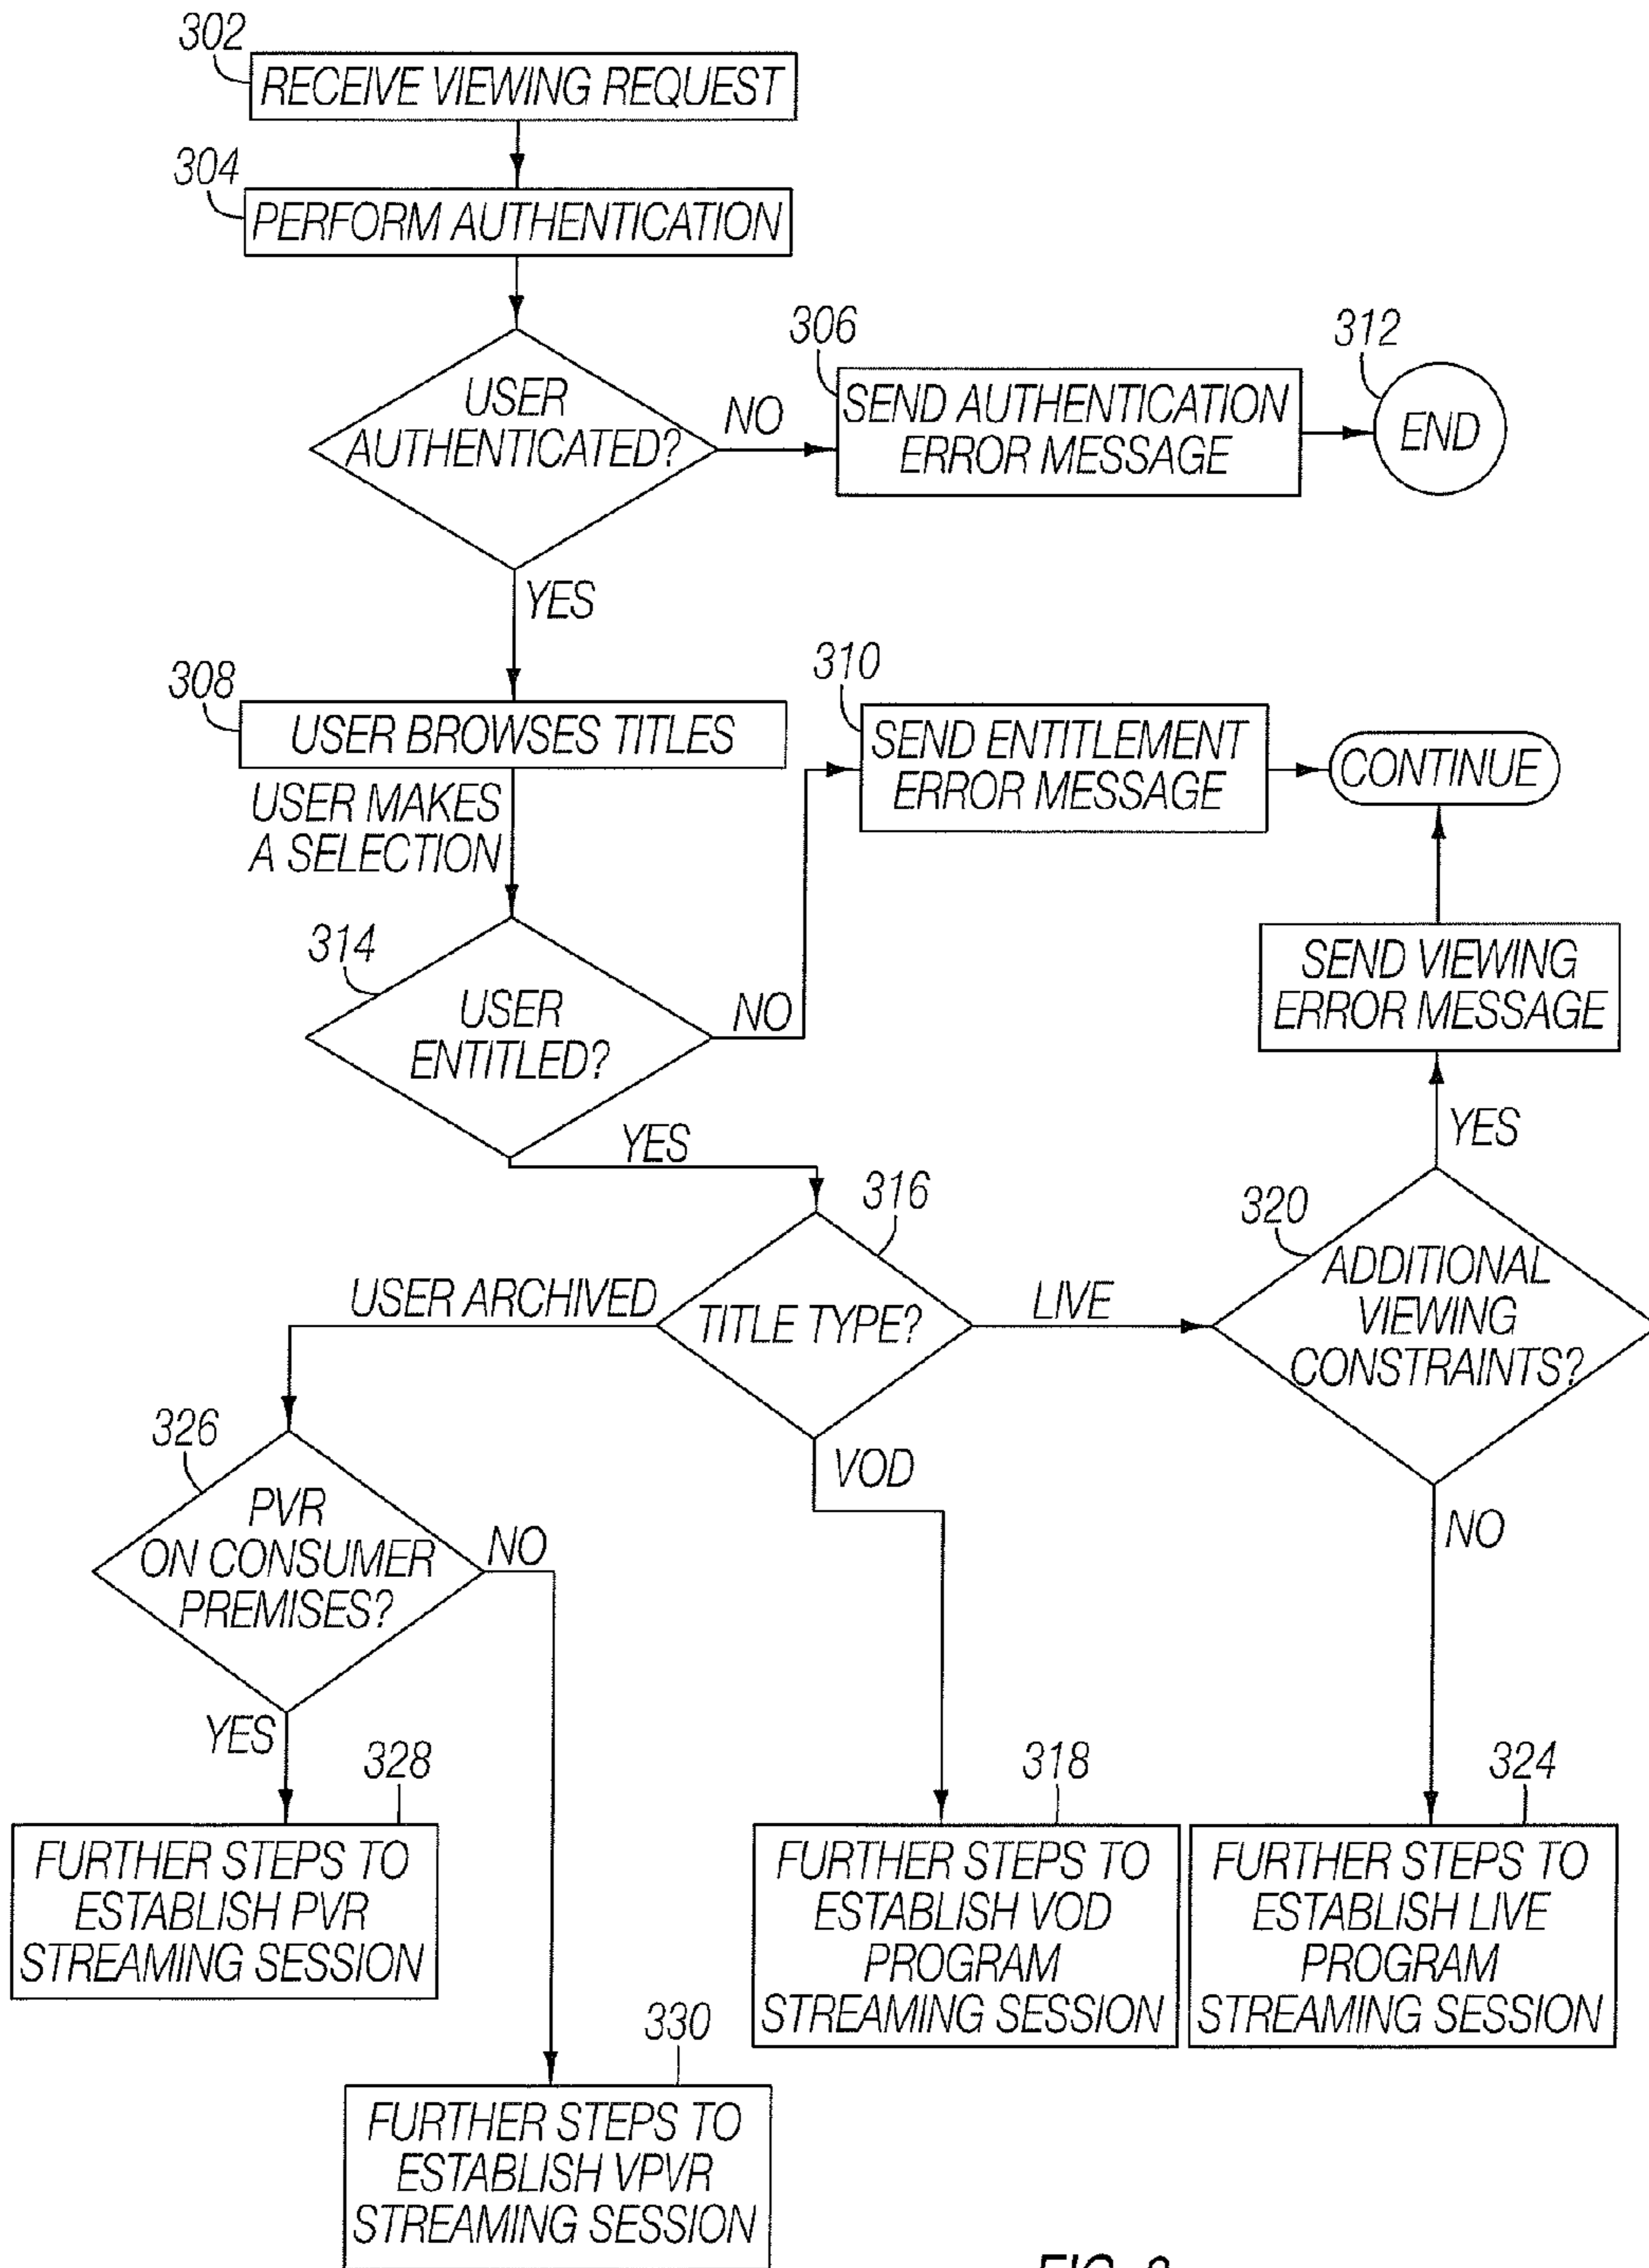 302
RECEIVE VIEWING REQUEST
304
PERFORM AUTHENTICATION
USER
AUTHENTICATED?
NO
306
SEND AUTHENTICATION
ERROR MESSAGE
312
END
YES
308
USER BROWSES TITLES
USER MAKES
A SELECTION
310
SEND ENTITLEMENT
ERROR MESSAGE
CONTINUE
314
USER
ENTITLED?
NO
SEND VIEWING
ERROR MESSAGE
YES
YES
316
TITLE TYPE?
USER ARCHIVED
LIVE
320
ADDITIONAL
VIEWING
CONSTRAINTS?
326
PVR
ON CONSUMER
PREMISES?
NO
VOD
NO
YES
328
FURTHER STEPS TO
ESTABLISH PVR
STREAMING SESSION
318
FURTHER STEPS TO
ESTABLISH VOD
PROGRAM
STREAMING SESSION
324
FURTHER STEPS TO
ESTABLISH LIVE
PROGRAM
STREAMING SESSION
330
FURTHER STEPS TO
ESTABLISH VPVR
STREAMING SESSION